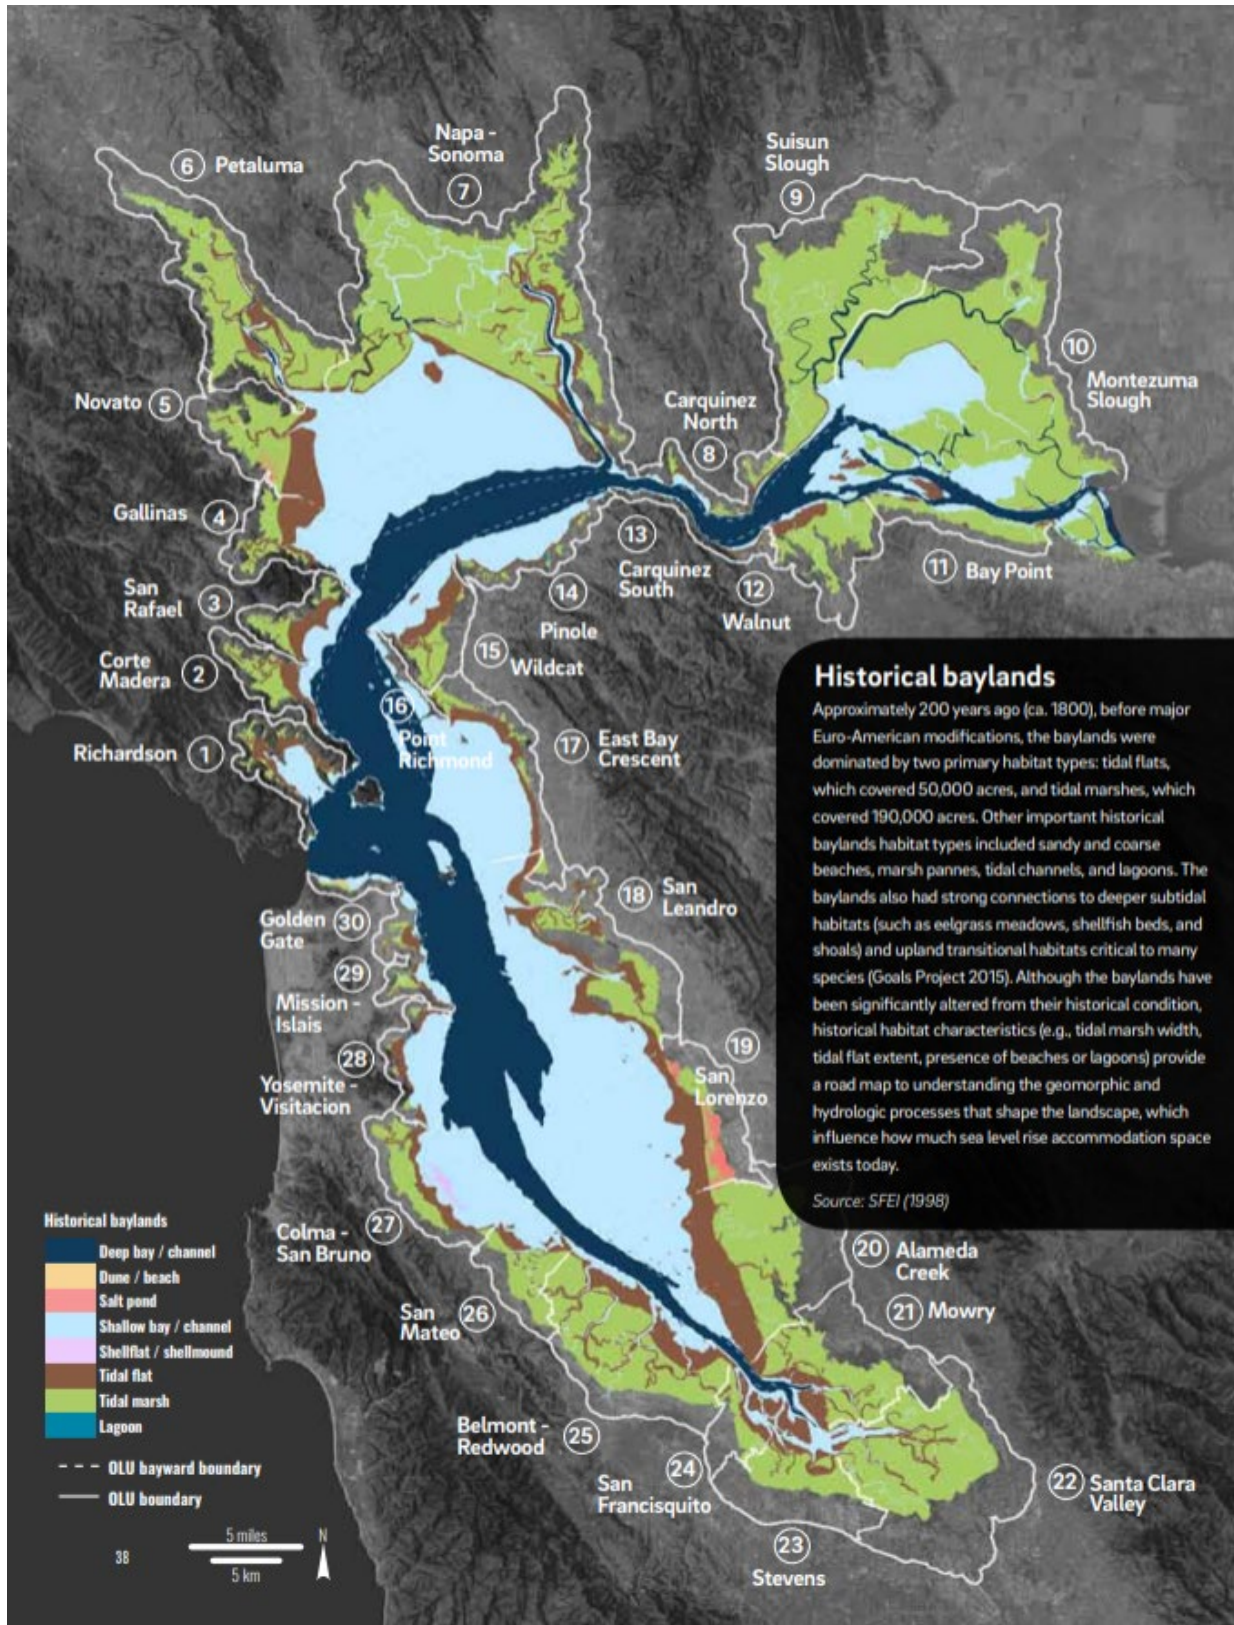 Napa -
Sonoma
7
6 Petaluma
Suisun
Slough
9
10
Montezuma
Slough
Novato 5
Carquinez
North
8
Gallinas 4
13
Carquinez
South
11 Bay Point
San
Rafael 3
14
Pinole
12
Walnut
Corte
Madera 2
15 Wildcat
16
Point
Richmond
Richardson 1
17 East Bay
Crescent
18 San
Leandro
Golden
Gate 30
29
Mission -
Islais
28
Yosemite -
Visitacion
19
San
Lorenzo
Historical baylands
Approximately 200 years ago (ca. 1800), before major
Euro-American modifications, the baylands were
dominated by two primary habitat types: tidal flats,
which covered 50,000 acres, and tidal marshes, which
covered 190,000 acres. Other important historical
baylands habitat types included sandy and coarse
beaches, marsh pannes, tidal channels, and lagoons. The
baylands also had strong connections to deeper subtidal
habitats (such as eelgrass meadows, shellfish beds, and
shoals) and upland transitional habitats critical to many
species (Goals Project 2015). Although the baylands have
been significantly altered from their historical condition,
historical habitat characteristics (e.g., tidal marsh width,
tidal flat extent, presence of beaches or lagoons) provide
a road map to understanding the geomorphic and
hydrologic processes that shape the landscape, which
influence how much sea level rise accommodation space
exists today.
Source: SFEI (1998)
27
Colma -
San Bruno
20 Alameda
Creek
21 Mowry
San
Mateo 26
Belmont -
Redwood 25
24
San
Francisquito
22 Santa Clara
Valley
23
Stevens
Historical baylands
Deep bay / channel
Dune / beach
Salt pond
Shallow bay / channel
Shellflat / shellmound
Tidal flat
Tidal marsh
Lagoon
OLU bayward boundary
OLU boundary
5 miles
5 km
N
38